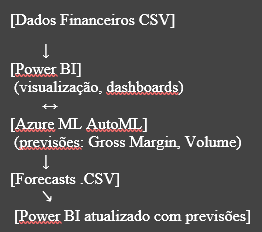 [Dados Financeiros CSV]
↓
[Power BI]
(visualização, dashboards)
↔
[Azure ML AutoML]
(previsões: Gross Margin, Volume)
↓
[Forecasts .CSV]
↘
[Power BI atualizado com previsões]